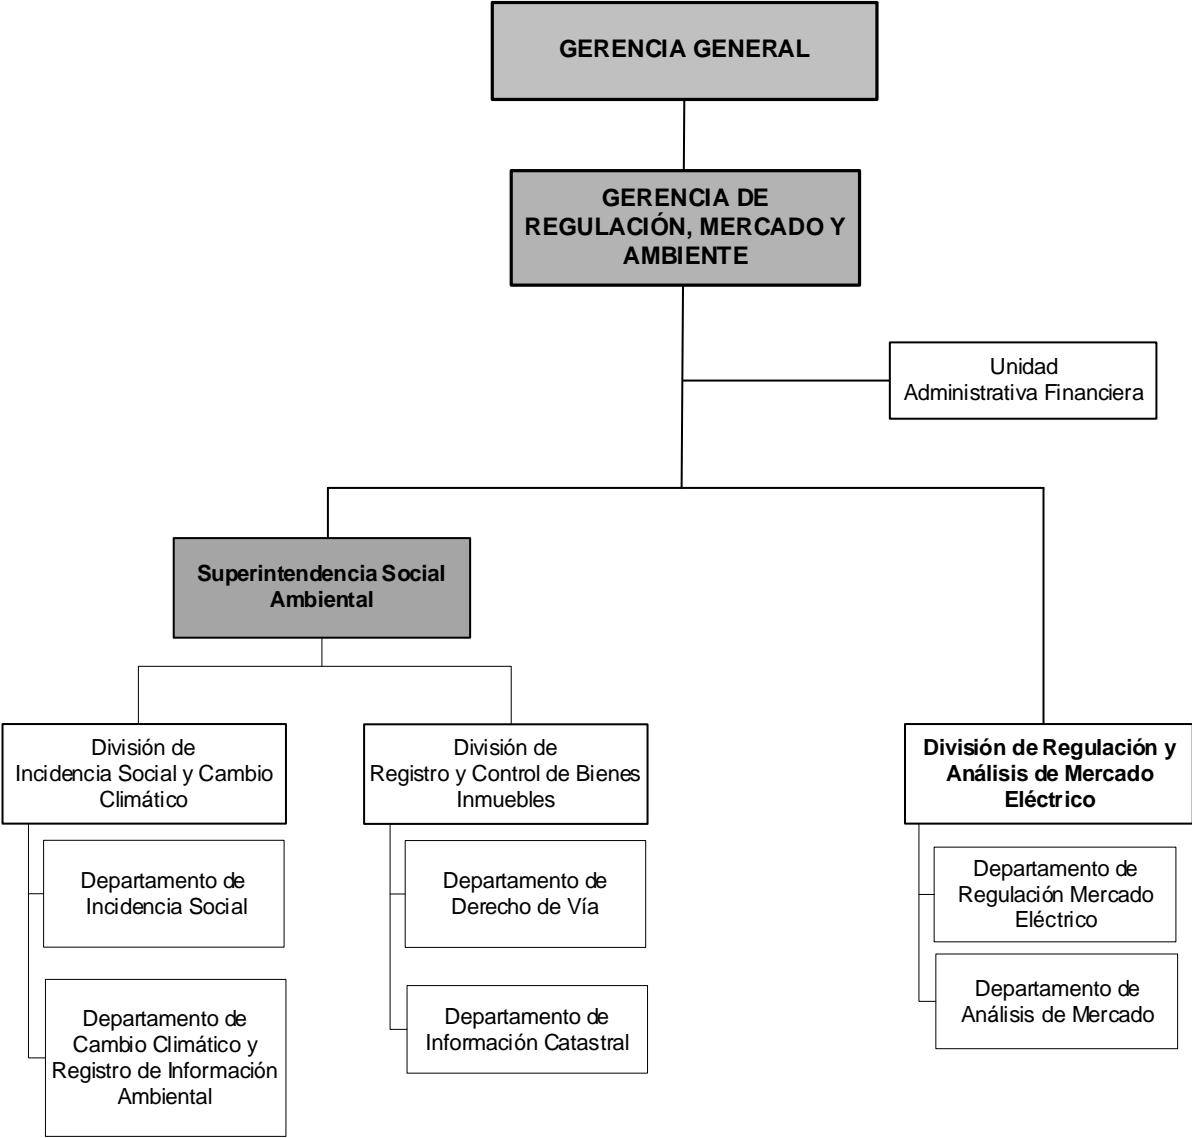 GERENCIA GENERAL
GERENCIA DE
REGULACIÓN, MERCADO Y
AMBIENTE
Unidad
Administrativa Financiera
Superintendencia Social
Ambiental
División de
Incidencia Social y Cambio
Climático
División de
Registro y Control de Bienes
Inmuebles
División de Regulación y
Análisis de Mercado
Eléctrico
Departamento de
Incidencia Social
Departamento de
Derecho de Vía
Departamento de
Regulación Mercado
Eléctrico
Departamento de
Cambio Climático y
Registro de Información
Ambiental
Departamento de
Información Catastral
Departamento de
Análisis de Mercado